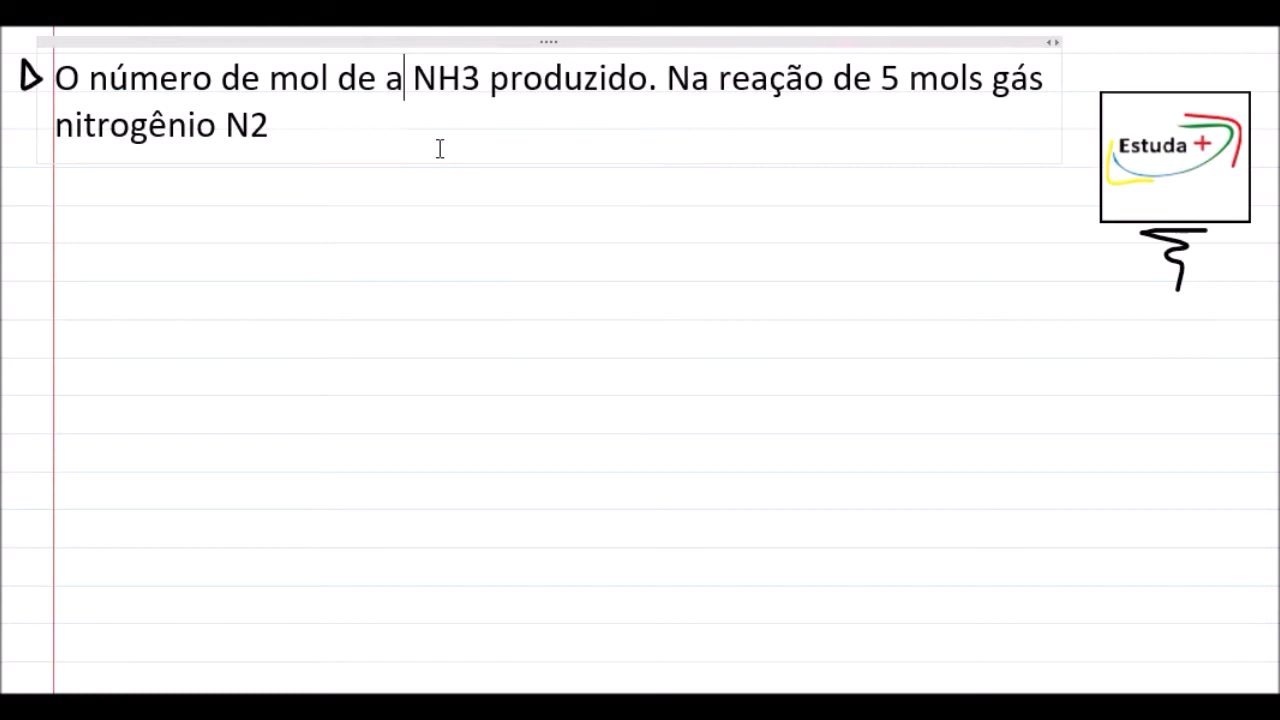 O número de mol de a NH3 produzido. Na reação de 5 mols gás
nitrogênio N2
Estuda +